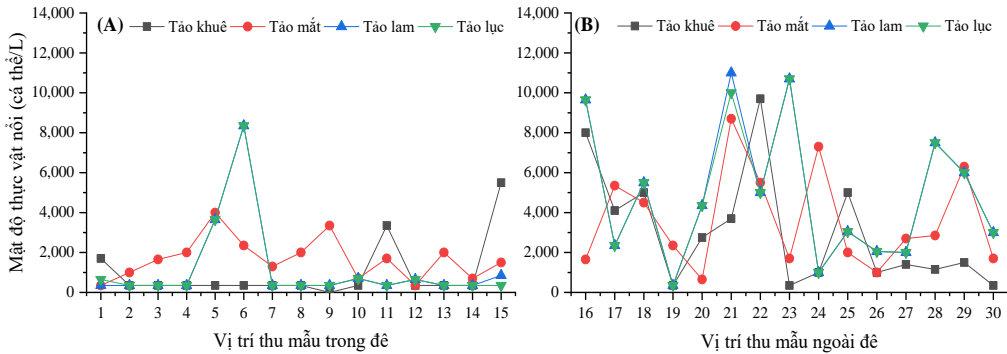 Mật độ thực vật nổi (cá thể/L)
14,000
12,000
10,000
8,000
6,000
4,000
2,000
0
(A) Tảo khuê Tảo mắt Tảo lam Tảo lục
1 2 3 4 5 6 7 8 9 10 11 12 13 14 15
Vị trí thu mẫu trong đê
14,000
12,000
10,000
8,000
6,000
4,000
2,000
0
(B) Tảo khuê Tảo mắt Tảo lam Tảo lục
16 17 18 19 20 21 22 23 24 25 26 27 28 29 30
Vị trí thu mẫu ngoài đê